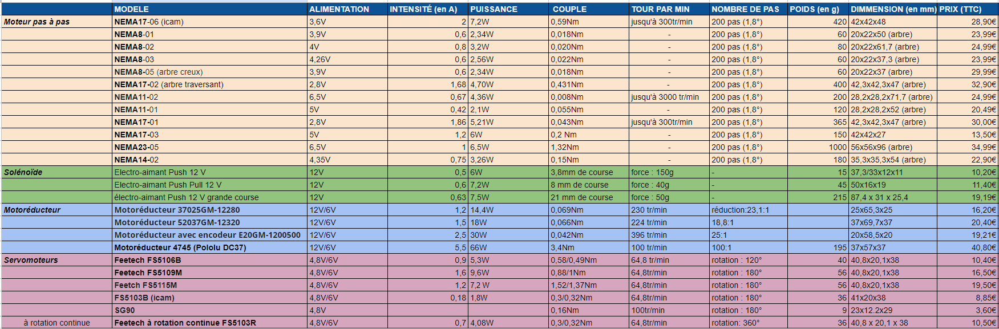 MODELE ALIMENTATION INTENSITÉ (en A) PUISSANCE COUPLE TOUR PAR MIN NOMBRE DE PAS POIDS (en g) DIMMENSION (en mm) PRIX (TTC)
Moteur pas à pas NEMA17-06 (icam) 3,6V 2 7,2W 0,59Nm jusqu'à 300tr/min 200 pas (1,8°) 420 42x42x48 28,90€
NEMA8-01 3,9V 0,6 2,34W 0,018Nm - 200 pas (1,8°) 60 20x22x50 (arbre) 23,99€
NEMA8-02 4V 0,8 3,2W 0,020Nm - 200 pas (1,8°) 80 20x22x61,7 (arbre) 24,99€
NEMA8-03 4,26V 0,6 2,56W 0,022Nm - 200 pas (1,8°) 60 20x22x37,3 (arbre) 23,99€
NEMA8-05 (arbre creux) 3,9V 0,6 2,34W 0,018Nm - 200 pas (1,8°) 60 20x22x37 (arbre) 29,99€
NEMA17-02 (arbre traversant) 2,8V 1,68 4,70W 0,431Nm - 200 pas (1,8°) 400 42,3x42,3x47 (arbre) 32,90€
NEMA11-02 6,5V 0,67 4,36W 0,008Nm jusqu'à 3000 tr/min 200 pas (1,8°) 200 28,2x28,2x71,7 (arbre) 24,99€
NEMA11-01 5V 0,42 2,1W 0,055Nm - 200 pas (1,8°) 120 28,2x28,2x52 (arbre) 20,49€
NEMA17-01 2,8V 1,86 5,21W 0,043Nm jusqu'à 300tr/min 200 pas (1,8°) 365 42,3x42,3x47 (arbre) 30,00€
NEMA17-03 5V 1,2 6W 0,2 Nm - 200 pas (1,8°) 150 42x42x27 13,50€
NEMA23-05 6,5V 1 6,5W 1,32Nm - 200 pas (1,8°) 1000 56x56x96 (arbre) 34,99€
NEMA14-02 4,35V 0,75 3,26W 0,15Nm - 200 pas (1,8°) 180 35,3x35,3x54 (arbre) 22,90€
Solénoïde Electro-aimant Push 12 V 12V 0,5 6W 3,8mm de course force : 150g - 15 37,3/33x12x11 10,20€
Electro-aimant Push Pull 12 V 12V 0,6 7,2W 8 mm de course force : 40g - 45 50x16x19 11,40€
électro-aimant Push 12 V grande course 12V 0,63 7,5W 21 mm de course force : 50g - 215 87,4 x 31 x 25,4 19,19€
Motoréducteur Motoréducteur 37025GM-12280 12V/6V 1,2 14,4W 0,069Nm 230 tr/min réduction:23,1:1 25x65,3x25 16,20€
Motoréducteur 52037GM-12320 12V/6V 1,5 18W 0,066Nm 224 tr/min 18,8:1 37x69,7x37 20,40€
Motoréducteur avec encodeur E20GM-1200500 12V/6V 2,5 30W 0,042Nm 396 tr/min 25:1 20x58,5x20 19,21€
Motoréducteur 4745 (Pololu DC37) 12V/6V 5,5 66W 3,4Nm 100 tr/min 100:1 195 37x57x37 40,80€
Servomoteurs Feetech FS5106B 4,8V/6V 0,9 5,3W 0,58/0,49Nm 64,8 tr/min rotation : 120° 40 40,8x20,1x38 10,40€
Feetech FS5109M 4,8V/6V 1,6 9,6W 0,88/1Nm 64,8tr/min rotation : 180° 56 40,8x20,1x38 16,50€
Feetch FS5115M 4,8V/6V 1,2 7,2 W 1,52/1,37Nm 64,8tr/min rotation : 180° 56 40,8x20,1x38 19,50€
FS5103B (icam) 4,8V/6V 0,18 1,8W 0,3/0,32Nm 64,8tr/min rotation : 180° 36 41x20x38 8,85€
SG90 4,8V 0,16Nm 100tr/min rotation : 180° 9 23x12.2x29 3,60€
à rotation continue Feetech à rotation continue FS5103R 4,8V/6V 0,7 4,08W 0,3/0,32Nm 64,8tr/min rotation: 360° 36 40,8 x 20,1 x 38 10,50€